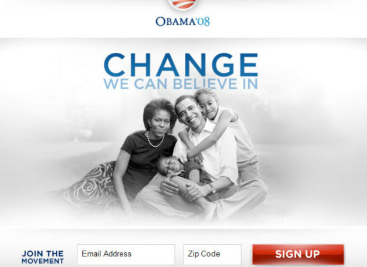 OBAMA'08
CHANGE
WE CAN BELIEVE IN
JOIN THE
MOVEMENT
Email Address
Zip Code
SIGN UP